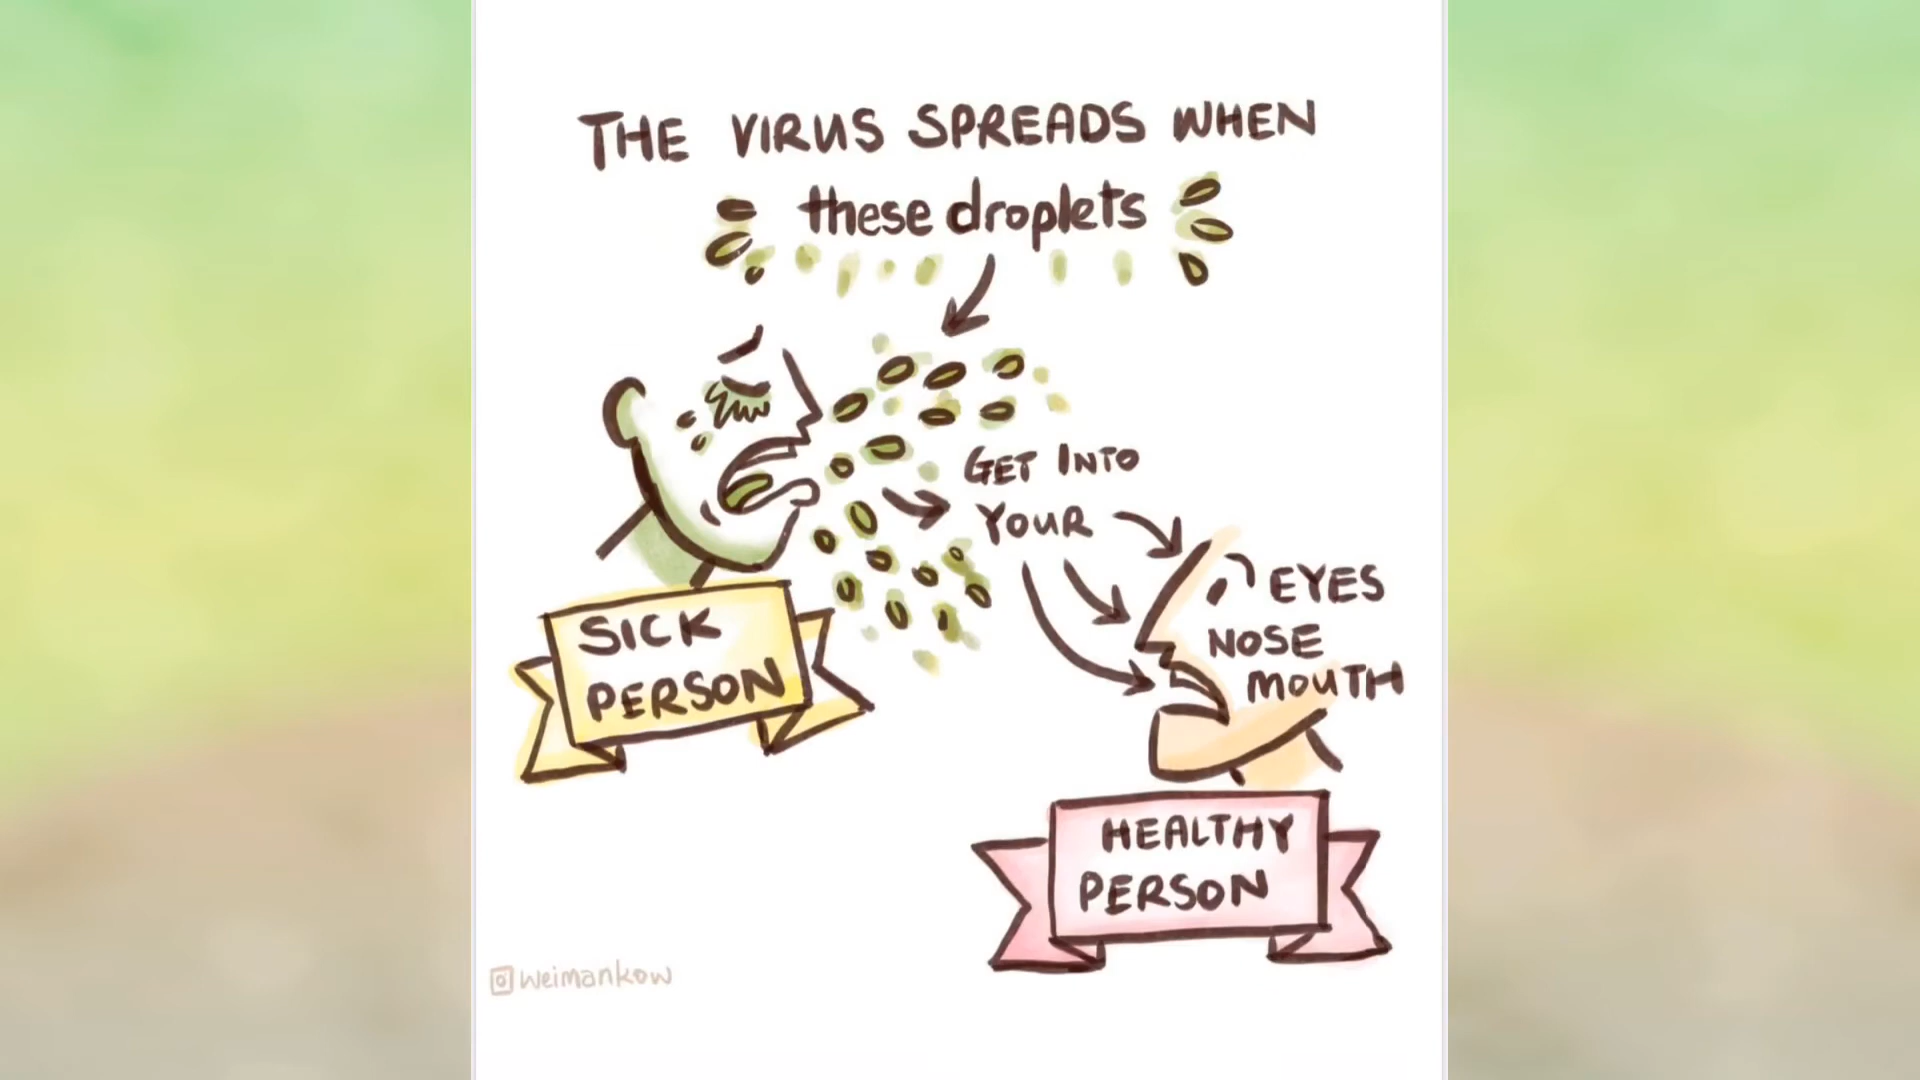 THE VIRUS SPREADS WHEN
these droplets
GET INTO
YOUR
EYES
NOSE
MOUTH
SICK
PERSON
HEALTHY
PERSON
weimankow